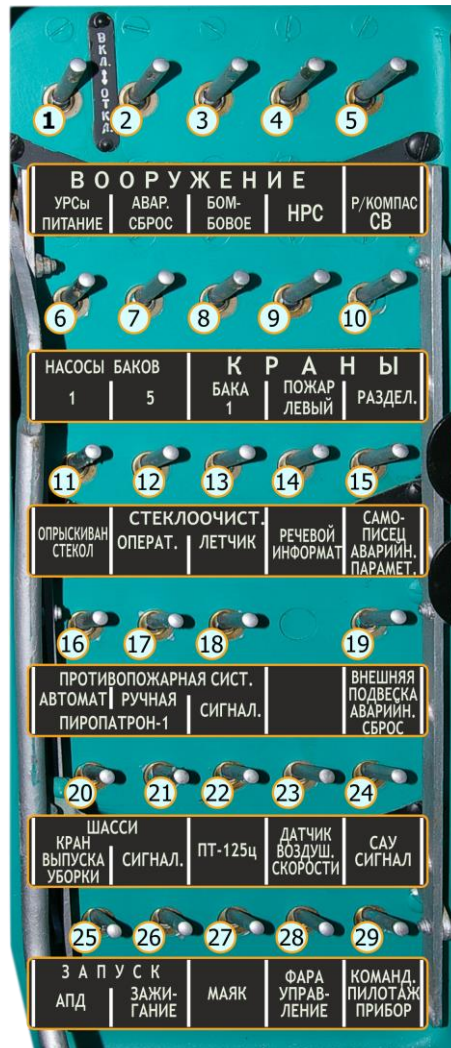 ВКЛ.
ОТКЛ.
1 2 3 4 5
ВООРУЖЕНИЕ
УРСы ПИТАНИЕ
АВАР. СБРОС
БОМ-
БОВОЕ
НРС
Р/КОМПАС
СВ
6 7 8 9 10
НАСОСЫ БАКОВ
1 5
КРАНЫ
БАКА
1
ПОЖАР
ЛЕВЫЙ
РАЗДЕЛ.
11 12 13 14 15
ОПРЫСКИВАН
СТЕКОЛ
СТЕКЛООЧИСТ.
ОПЕРАТ. ЛЕТЧИК
РЕЧЕВОЙ
ИНФОРМАТ
САМО-
ПИСЕЦ
АВАРИЙН.
ПАРАМЕТ.
16 17 18 19
ПРОТИВОПОЖАРНАЯ СИСТ.
АВТОМАТ РУЧНАЯ
ПИРОПАТРОН-1
СИГНАЛ.
ВНЕШНЯЯ
ПОДВЕСКА
АВАРИЙН.
СБРОС
20 21 22 23 24
ШАССИ
КРАН
ВЫПУСКА
УБОРКИ
СИГНАЛ.
ПТ-125ц
ДАТЧИК
ВОЗДУШ.
СКОРОСТИ
САУ
СИГНАЛ
25 26 27 28 29
ЗАПУСК
АПД
ЗАЖИ-
ГАНИЕ
МАЯК
ФАРА
УПРАВ-
ЛЕНИЕ
КОМАНД.
ПИЛОТАЖ
ПРИБОР